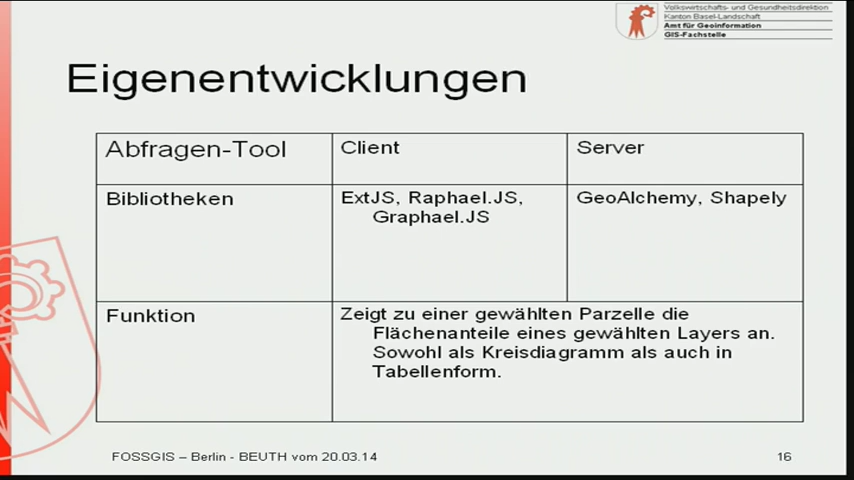 Volkswirtschafts- und Gesundheitsdirektion
Kanton Basel-Landschaft
Amt für Geoinformation
GIS-Fachstelle
Eigenentwicklungen
Abfragen-Tool
Client
Server
Bibliotheken
ExtJS, Raphael.JS,
Graphael.JS
GeoAlchemy, Shapely
Funktion
Zeigt zu einer gewählten Parzelle die
Flächenanteile eines gewählten Layers an.
Sowohl als Kreisdiagramm als auch in
Tabellenform.
FOSSGIS – Berlin - BEUTH vom 20.03.14
16